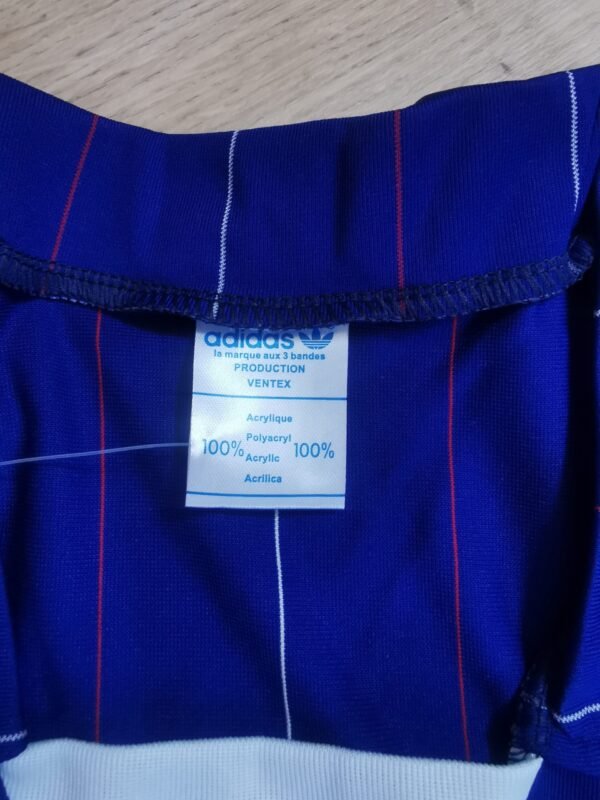 adidas
la marque aux 3 bandes
PRODUCTION
VENTEX
Acrylique
100% Polyacryl 100%
Acrylic
Acrilica